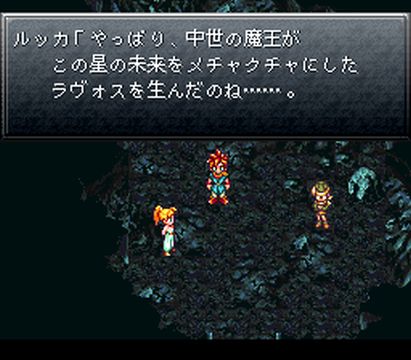 ルッカ「やっぱり、中世の魔王が
この星の未来をメチャクチャにした
ラヴォスを生んだのね……。